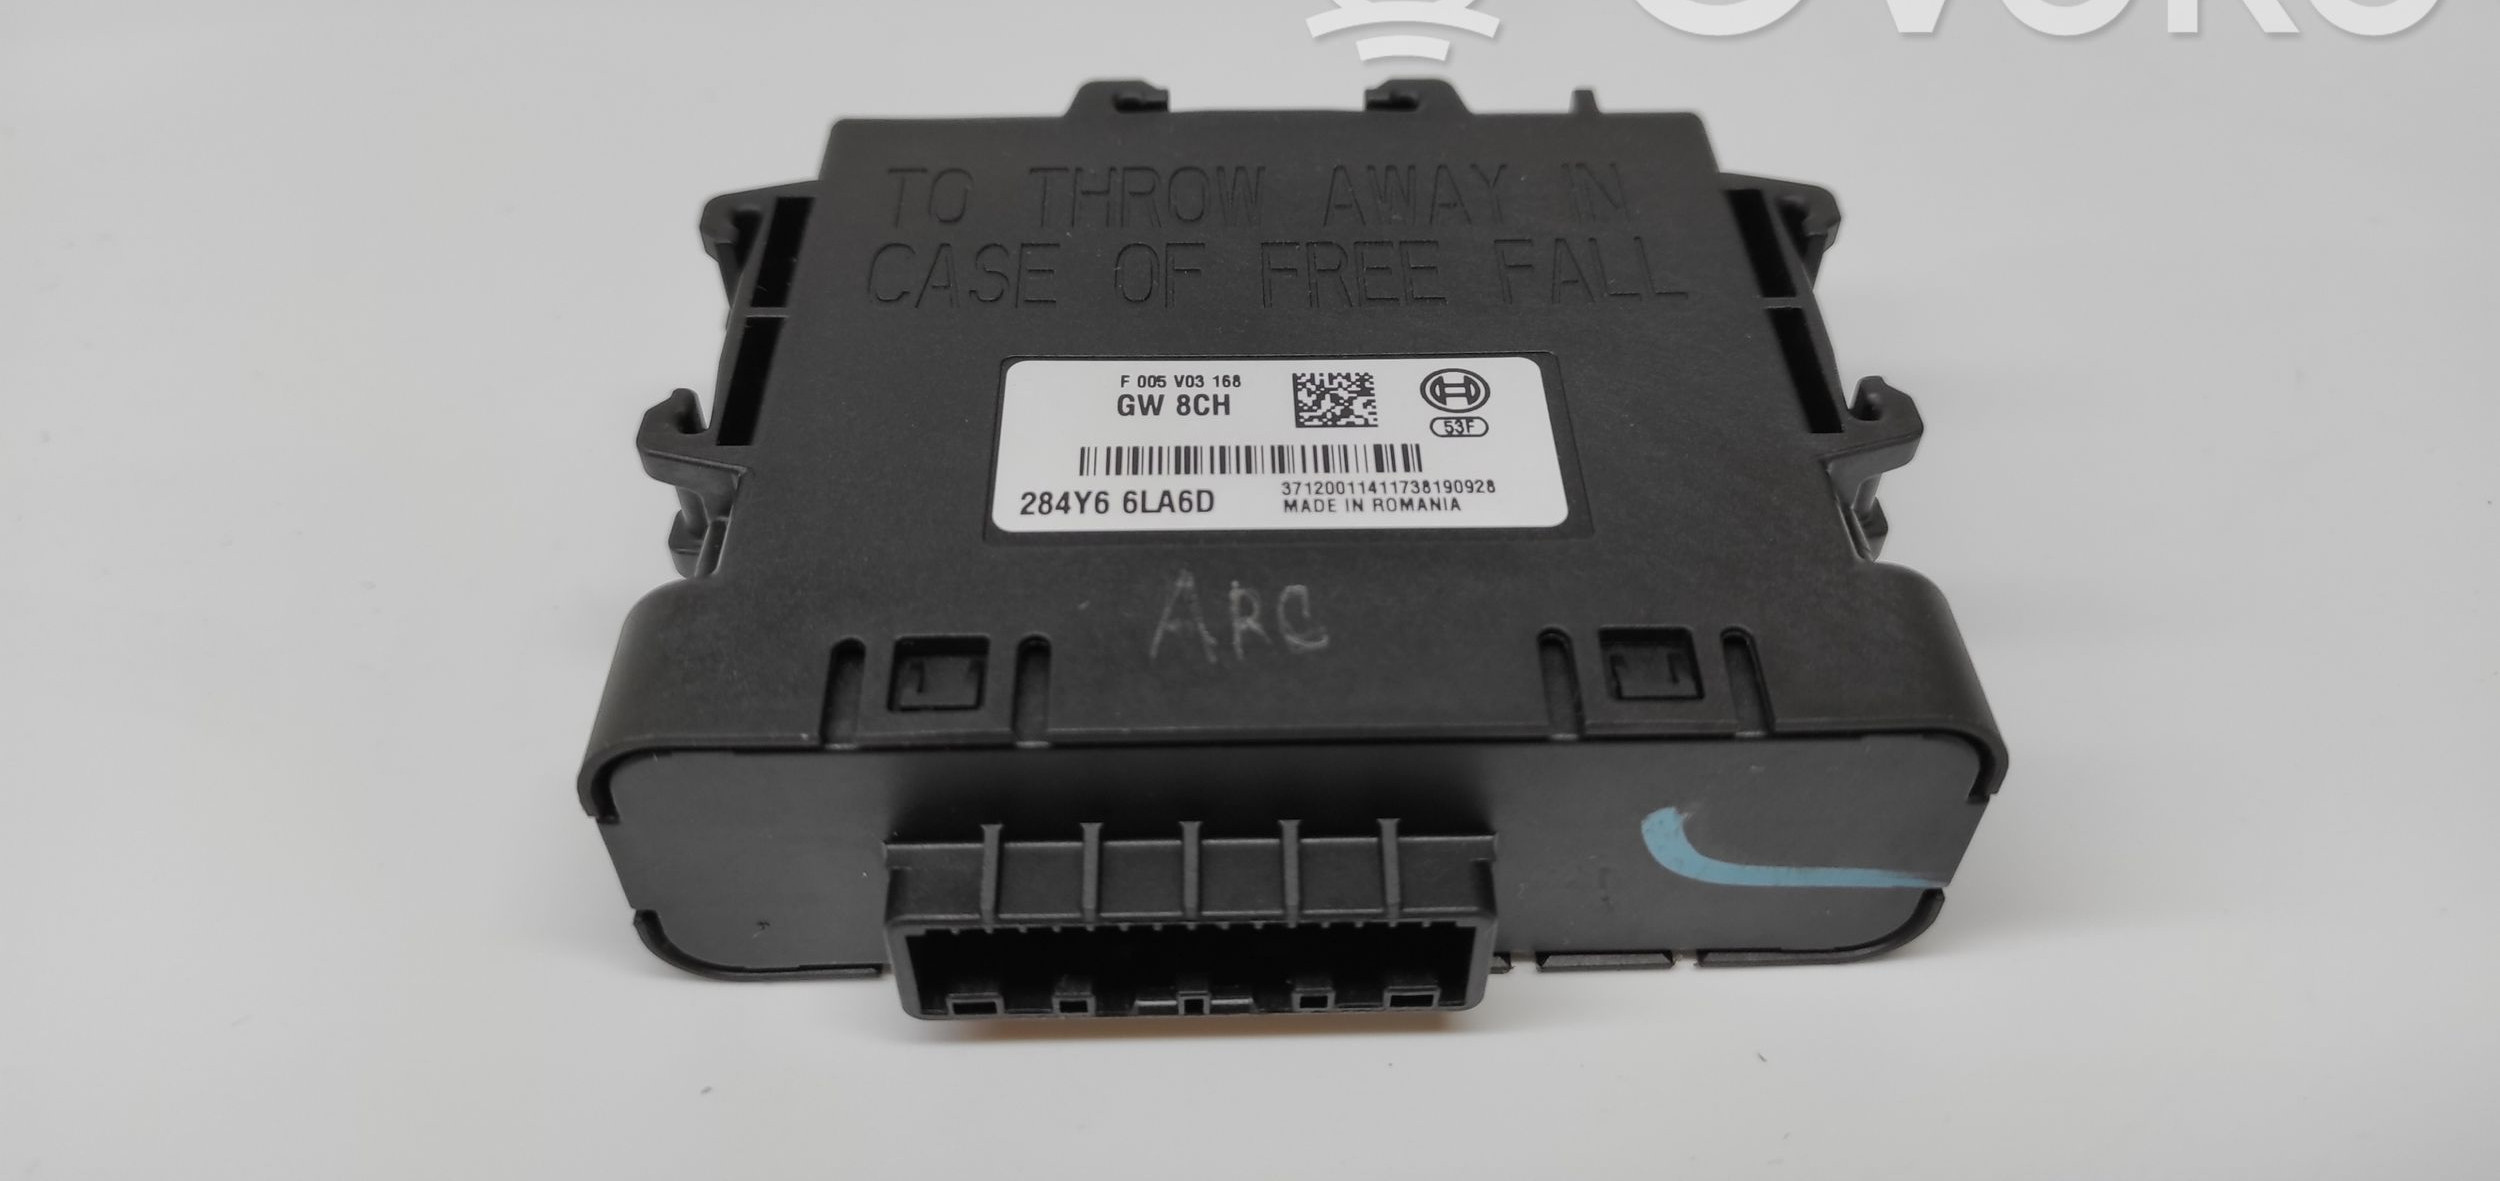 OVOKO
TO THROW AWAY IN
CASE OF FREE FALL
F 005 V03 168
GW 8CH
53F
284Y6 6LA6D
37120011411738190928
MADE IN ROMANIA
ARC